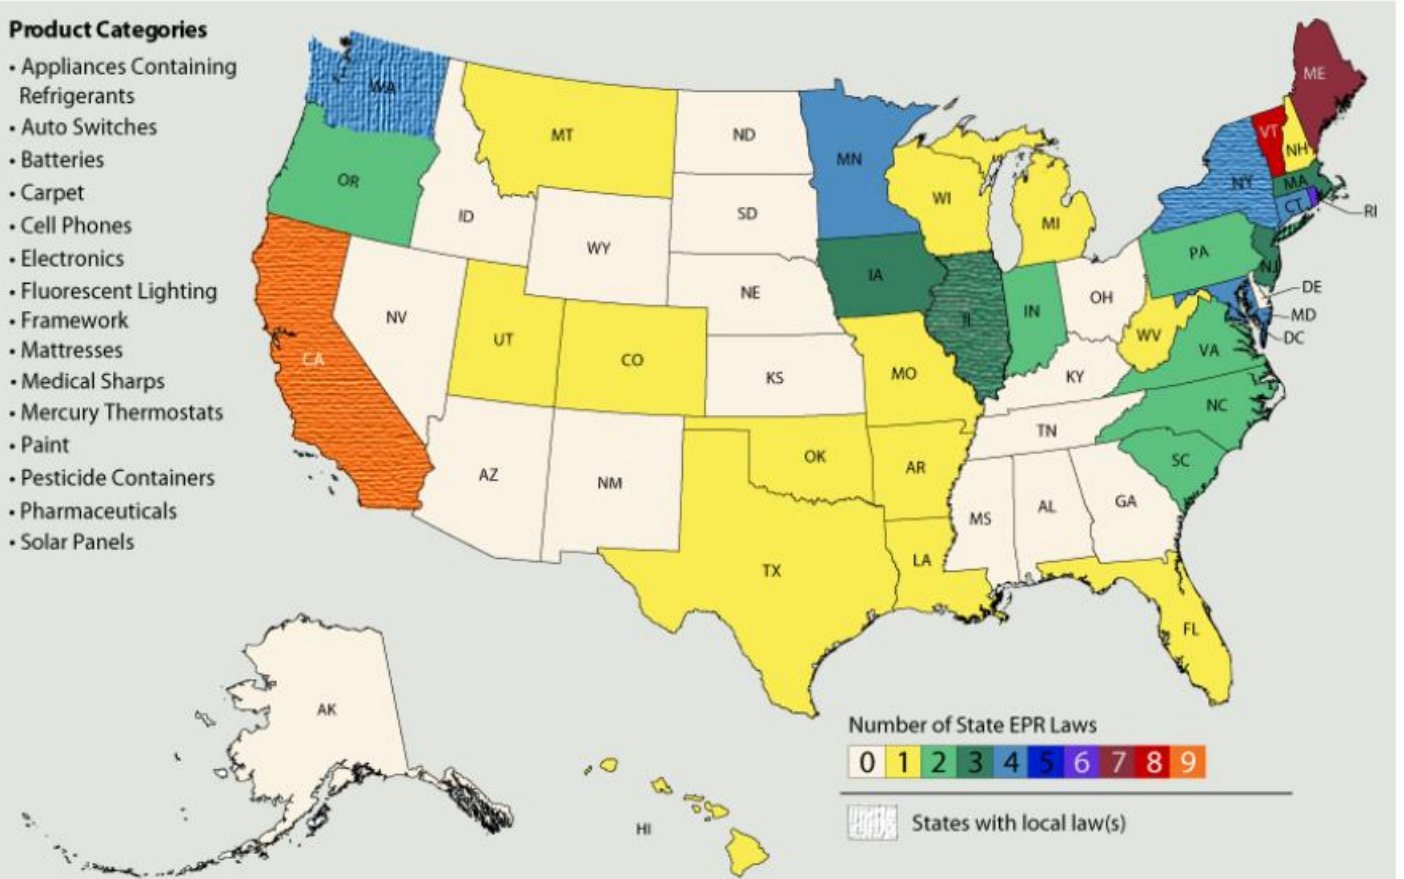 Product Categories
• Appliances Containing
Refrigerants
• Auto Switches
• Batteries
• Carpet
• Cell Phones
• Electronics
• Fluorescent Lighting
• Framework
• Mattresses
• Medical Sharps
• Mercury Thermostats
• Paint
• Pesticide Containers
• Pharmaceuticals
• Solar Panels
WA
MT
ND
MN
ME
VT
NH
OR
ID
SD
WI
MI
NY
MA
CT
RI
WY
IA
PA
NJ
NE
OH
DE
NV
UT
IL
IN
MD
CO
WV
DC
CA
KS
MO
KY
VA
NC
TN
AZ
NM
OK
AR
SC
MS
AL
GA
TX
LA
FL
AK
HI
Number of State EPR Laws
0 1 2 3 4 5 6 7 8 9
States with local law(s)